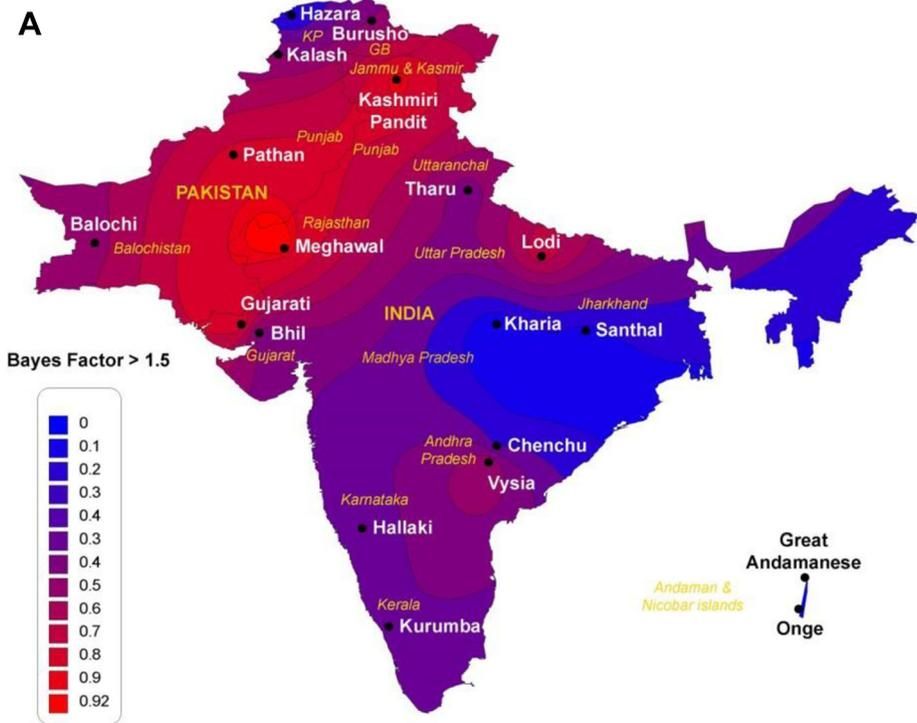 A
Hazara
KP
Burusho
GB
Kalash
Jammu & Kasmir
Kashmiri
Pandit
Punjab
Punjab
Pathan
Uttaranchal
Tharu
PAKISTAN
Balochi
Balochistan
Rajasthan
Meghawal
Lodi
Uttar Pradesh
Gujarati
Bhil
Gujarat
INDIA
Jharkhand
Kharia
Santhal
Madhya Pradesh
Bayes Factor > 1.5
0
0.1
0.2
0.3
0.4
0.3
0.4
0.5
0.6
0.7
0.8
0.9
0.92
Andhra
Pradesh
Chenchu
Vysia
Karnataka
Hallaki
Kerala
Kurumba
Great
Andamanese
Andaman &
Nicobar islands
Onge